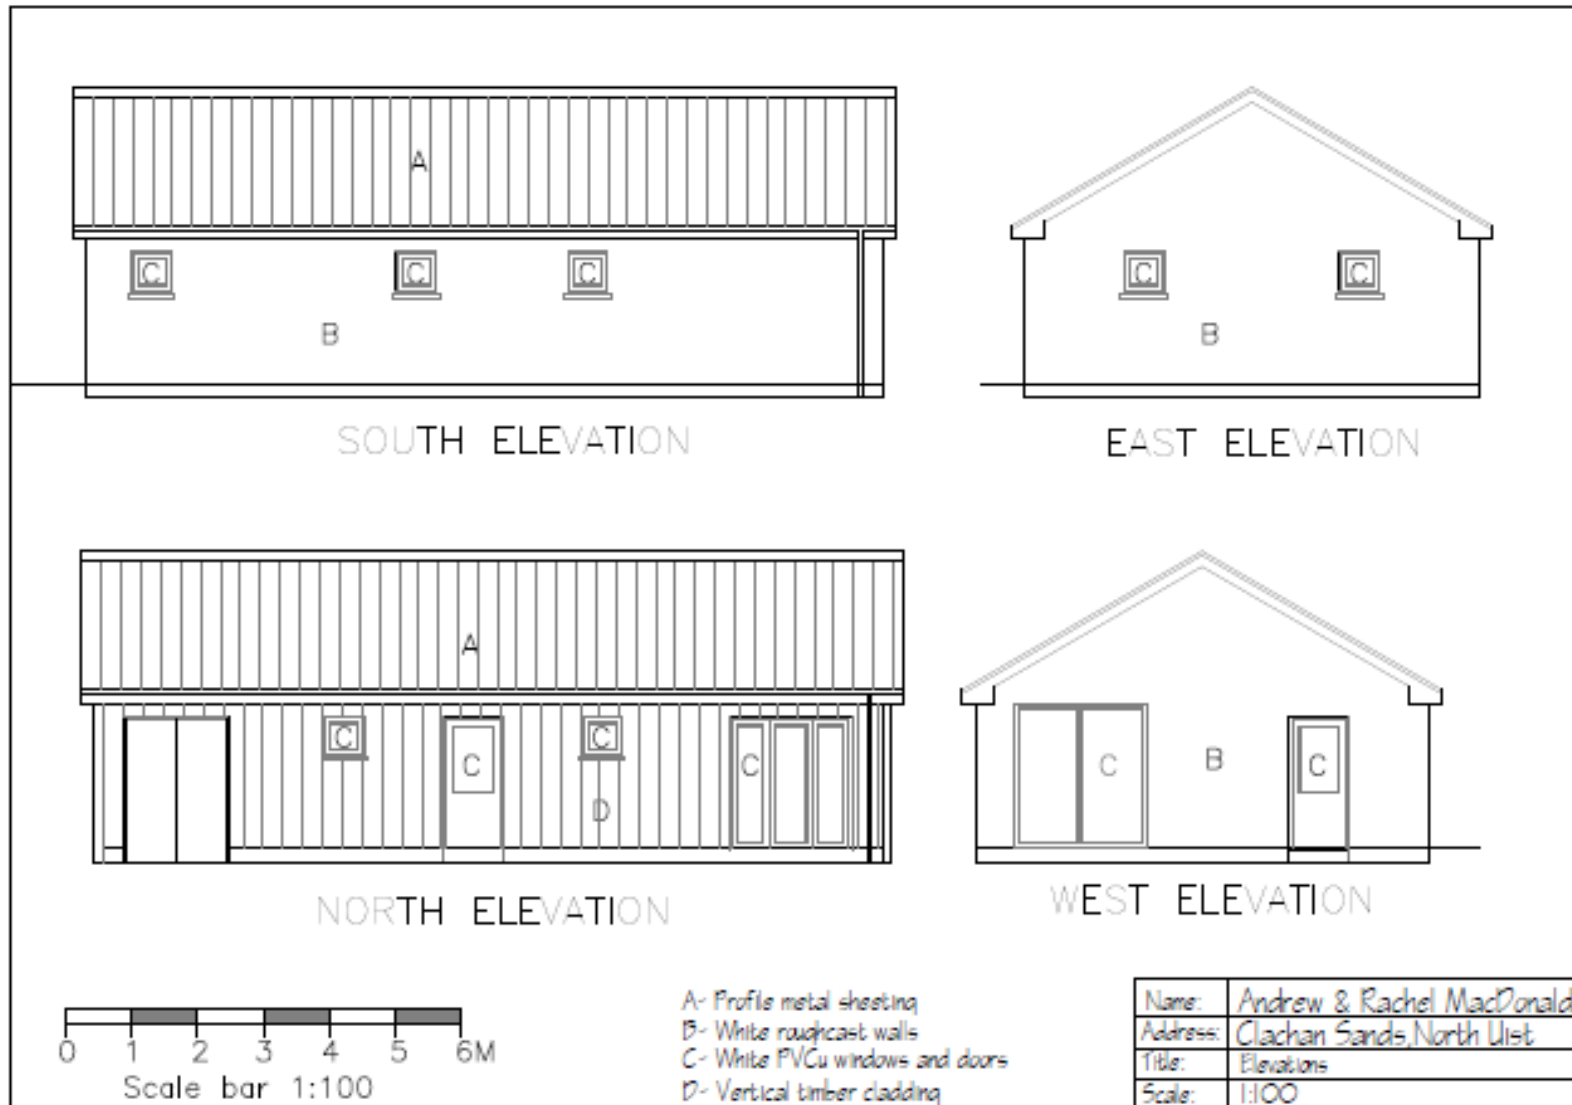 A
C C C
B
SOUTH ELEVATION
C C
B
EAST ELEVATION
A
C C C C
D
NORTH ELEVATION
C B C
WEST ELEVATION
0 1 2 3 4 5 6M
Scale bar 1:100
A- Profile metal sheeting
B- White roughcast walls
C- White PVCu windows and doors
D- Vertical timber cladding
Name: Andrew & Rachel MacDonald
Address: Clachan Sands,North Uist
Title: Elevations
Scale: 1:100